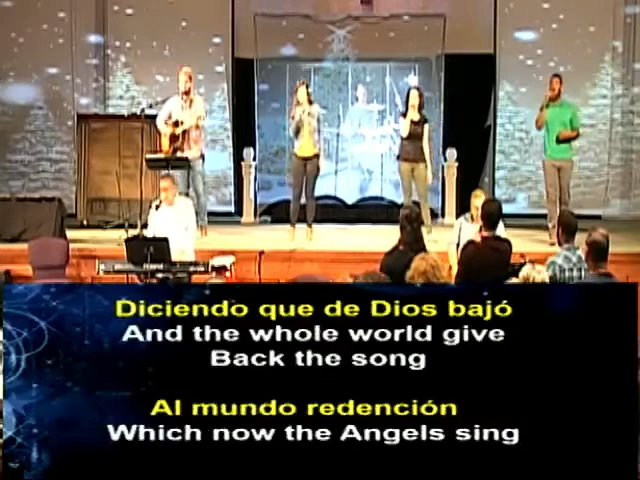 Diciendo que de Dios bajó
And the whole world give
Back the song
Al mundo redención
Which now the Angels sing